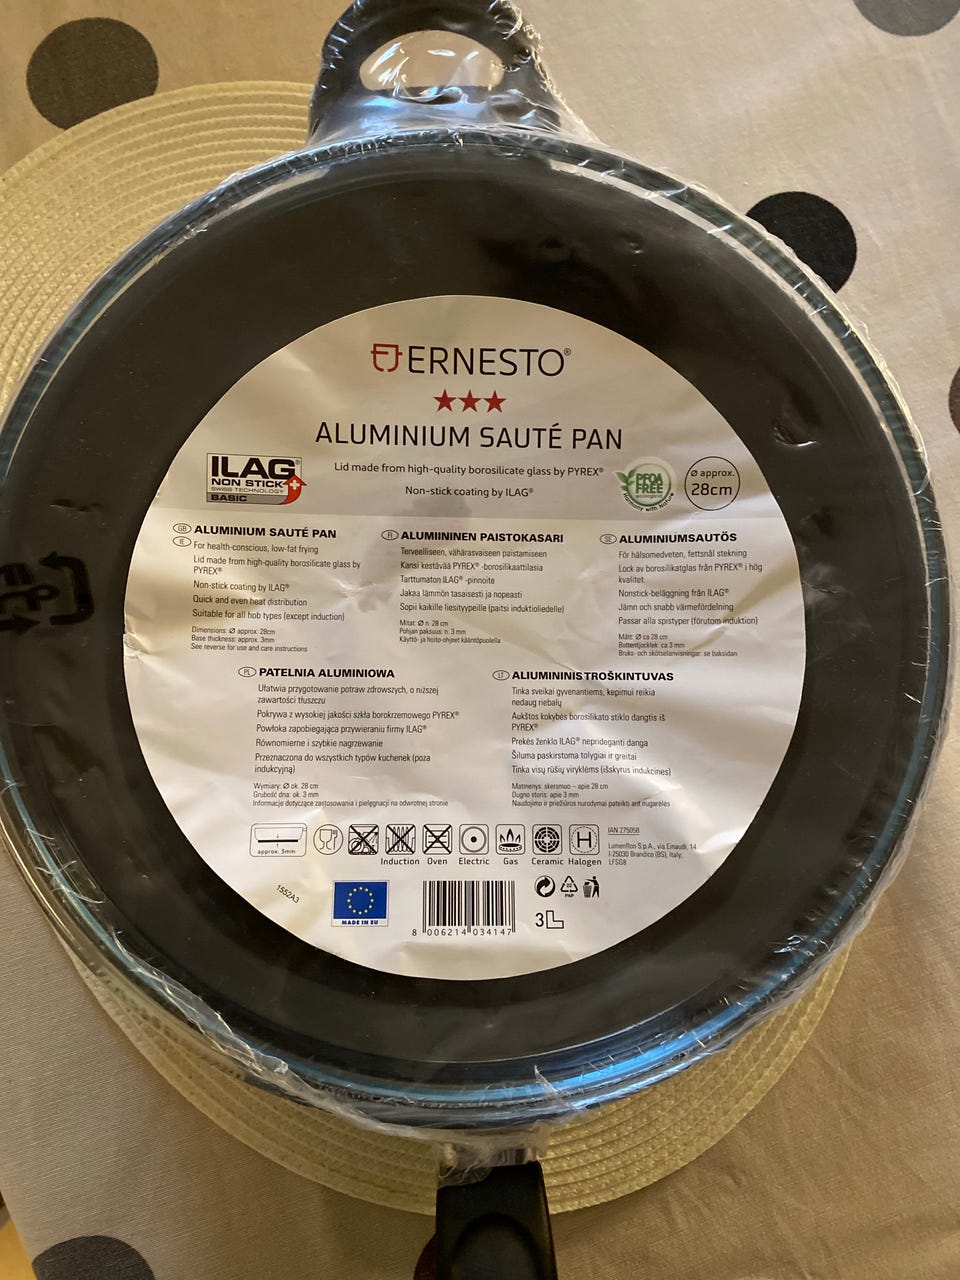 ERNESTO®
ALUMINIUM SAUTÉ PAN
Lid made from high-quality borosilicate glass by PYREX®
Non-stick coating by ILAG®
ILAG®
NON STICK
SWISS TECHNOLOGY
BASIC
PFOA
FREE
Harmony with Nature
Ø approx.
28cm
GB
IE
ALUMINIUM SAUTÉ PAN
For health-conscious, low-fat frying
Lid made from high-quality borosilicate glass by
PYREX®
Non-stick coating by ILAG®
Quick and even heat distribution
Suitable for all hob types (except induction)
Dimensions: Ø approx. 28cm
Base thickness: approx. 3mm
See reverse for use and care instructions
FI ALUMIININEN PAISTOKASARI
Terveelliseen, vähärasvaiseen paistamiseen
Kansi kestävää PYREX® -borosilikaattilasia
Tarttumaton ILAG® -pinnoite
Jakaa lämmön tasaisesti ja nopeasti
Sopii kaikille liesityypeille (paitsi induktioliedelle)
Mitat: Ø n. 28 cm
Pohjan paksuus: n. 3 mm
Käyttö- ja hoito-ohjeet kääntöpuolella
SE ALUMINIUMSAUTÖS
För hälsomedveten, fettsnål stekning
Lock av borosilikatglas från PYREX® i hög
kvalitet
Nonstick-beläggning från ILAG®
Jämn och snabb värmefördelning
Passar alla spistyper (förutom induktion)
Mått: Ø ca 28 cm
Bottentjocklek: ca 3 mm
Bruks- och skötselanvisningar: se baksidan
PL PATELNIA ALUMINIOWA
Ułatwia przygotowanie potraw zdrowszych, o niższej
zawartości tłuszczu
Pokrywa z wysokiej jakości szkła borokrzemowego PYREX®
Powłoka zapobiegająca przywieraniu firmy ILAG®
Równomierne i szybkie nagrzewanie
Przeznaczona do wszystkich typów kuchenek (poza
indukcyjną)
Wymiary: Ø ok. 28 cm
Grubość dna: ok. 3 mm
Informacje dotyczące zastosowania i pielęgnacji na odwrotnej stronie
LT ALIUMININIS TROŠKINTUVAS
Tinka sveikai gyvenantiems, kepimui reikia
nedaug riebalų
Aukštos kokybės borosilikato stiklo dangtis iš
PYREX®
Prekės ženklo ILAG® neprideganti danga
Šiluma paskirstoma tolygiai ir greitai
Tinka visų rūšių viryklėms (išskyrus indukcines)
Matmenys: skersmuo – apie 28 cm
Dugno storis: apie 3 mm
Naudojimo ir priežiūros nurodymai pateikti ant nugarėlės
approx. 3mm
Induction Oven Electric Gas Ceramic Halogen
IAN 275058
Lumenflon S.p.A., via Einaudi, 14
I-25030 Brandico (BS), Italy;
LFSG8
1552A3
MADE IN EU
8 006214 034147
22
PAP
3
PP